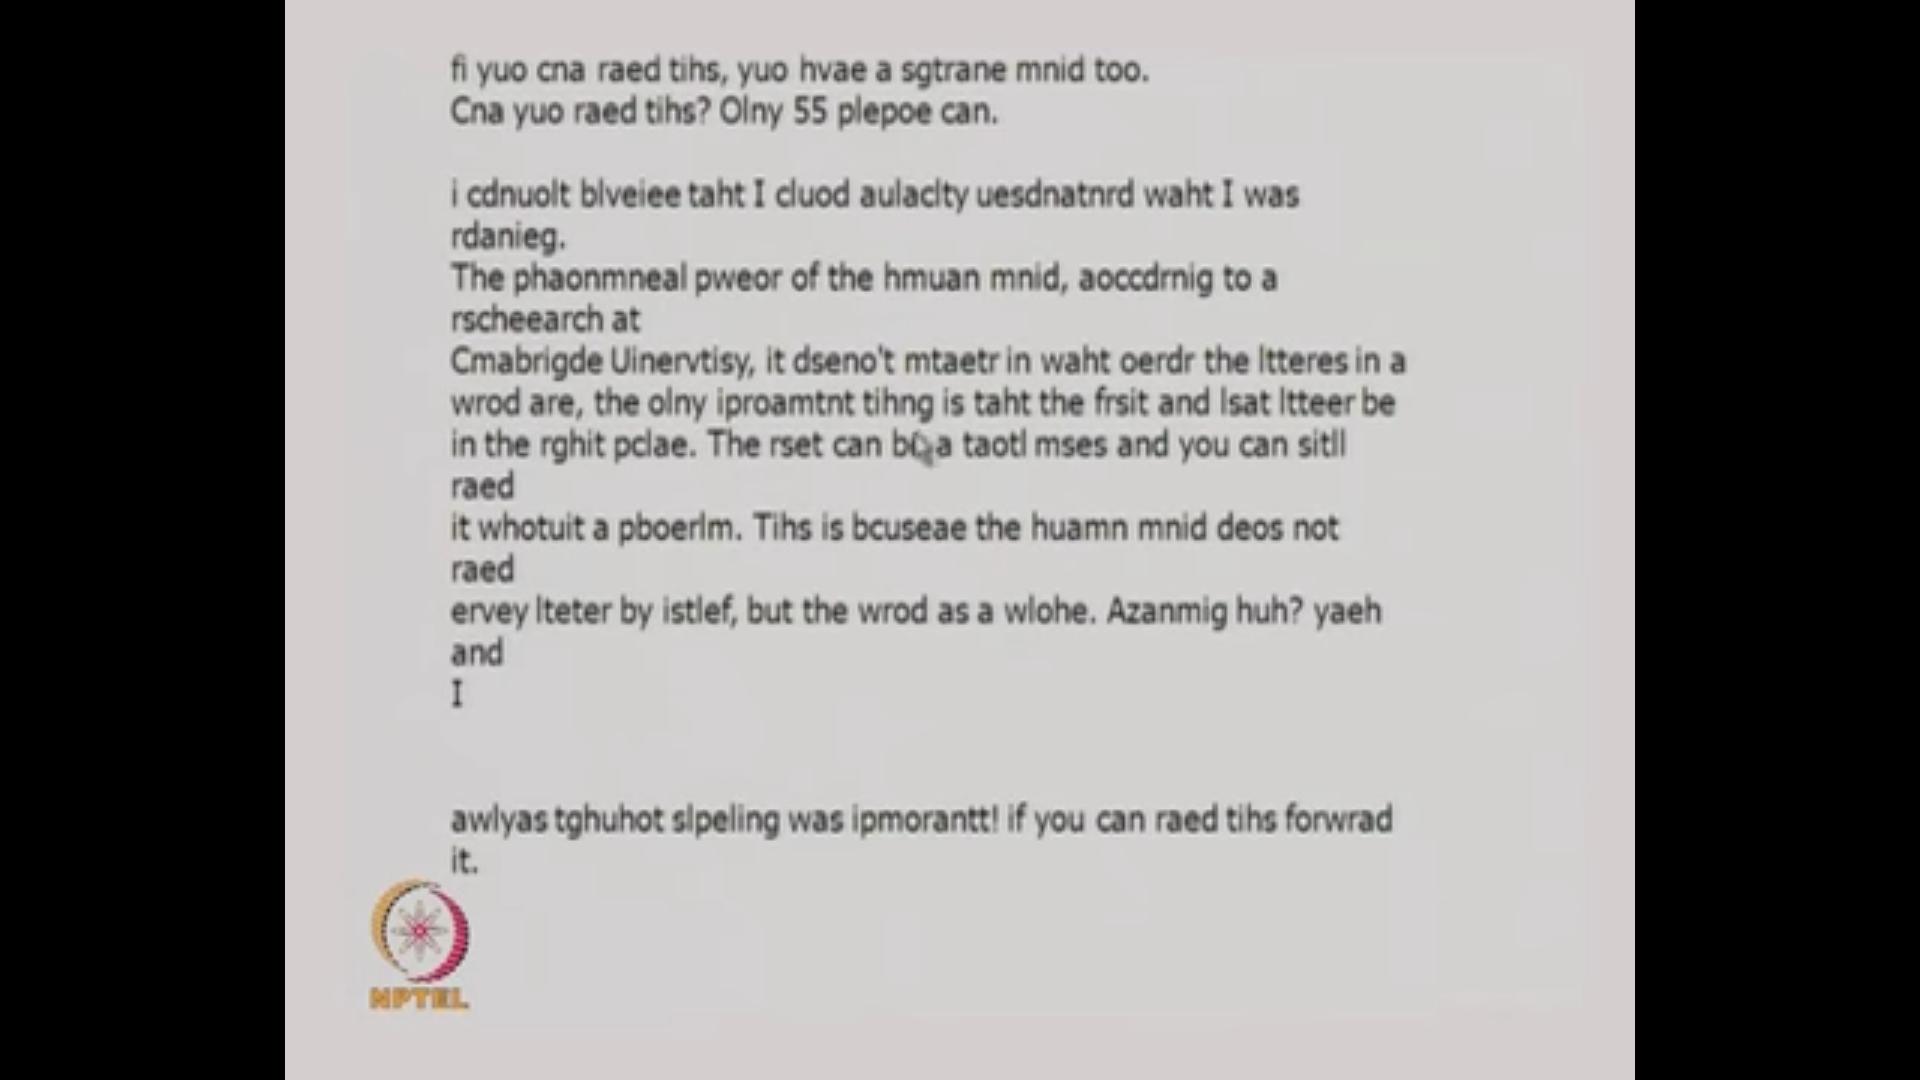 fi yuo cna raed tihs, yuo hvae a sgtrane mnid too.
Cna yuo raed tihs? Olny 55 plepoe can.
i cdnuolt blveiee taht I cluod aulaclty uesdnatnrd waht I was
rdanieg.
The phaonmneal pweor of the hmuan mnid, aoccdrnig to a
rscheearch at
Cmabrigde Uinervtisy, it dseno't mtaetr in waht oerdr the ltteres in a
wrod are, the olny iproamtnt tihng is taht the frsit and lsat ltteer be
in the rghit pclae. The rset can be a taotl mses and you can sitll
raed
it whotuit a pboerlm. Tihs is bcuseae the huamn mnid deos not
raed
ervey lteter by istlef, but the wrod as a wlohe. Azanmig huh? yaeh
and
I
awlyas tghuhot slpeling was ipmorantt! if you can raed tihs forwrad
it.
NPTEL